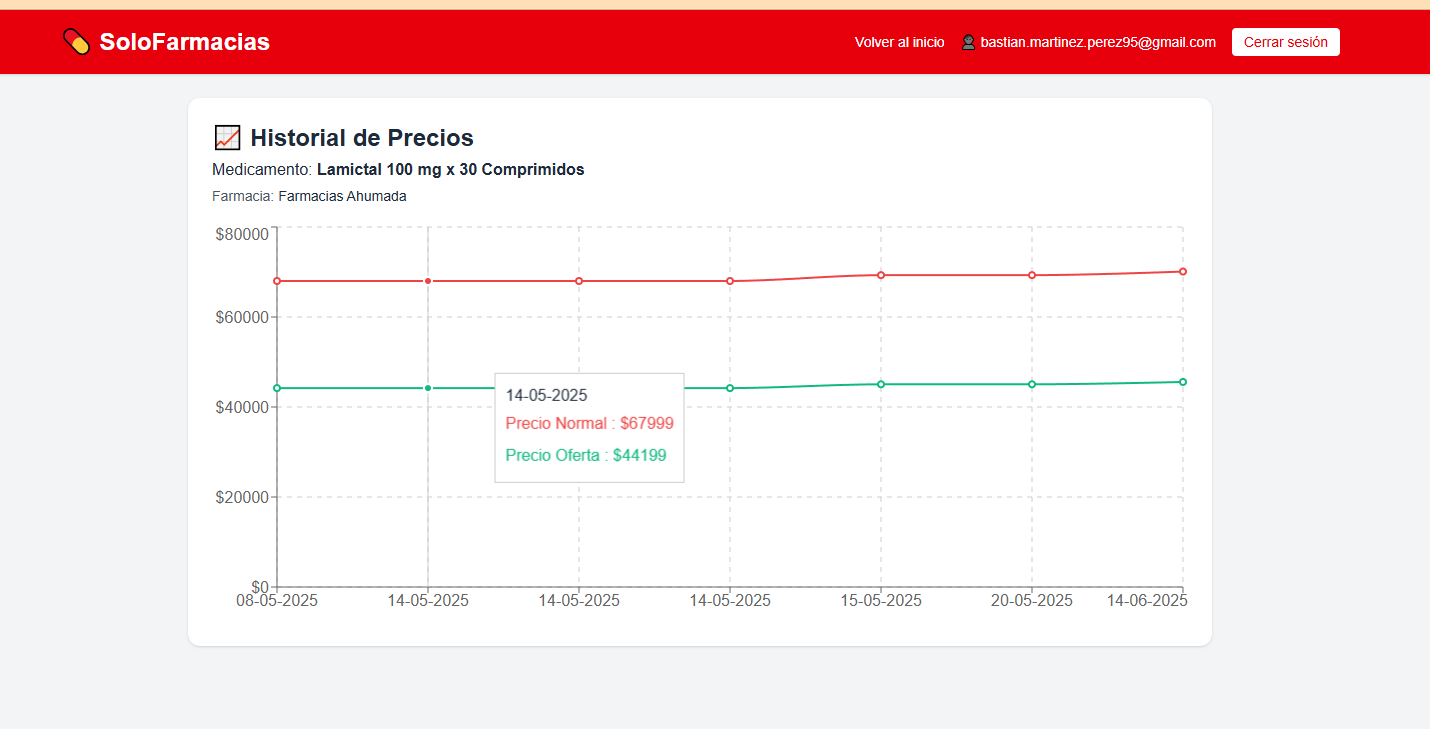 SoloFarmacias
Volver al inicio bastian.martinez.perez95@gmail.com Cerrar sesión
Historial de Precios
Medicamento: Lamictal 100 mg x 30 Comprimidos
Farmacia: Farmacias Ahumada
$80000
$60000
$40000
$20000
$0
14-05-2025
Precio Normal : $67999
Precio Oferta : $44199
08-05-2025 14-05-2025 14-05-2025 14-05-2025 15-05-2025 20-05-2025 14-06-2025